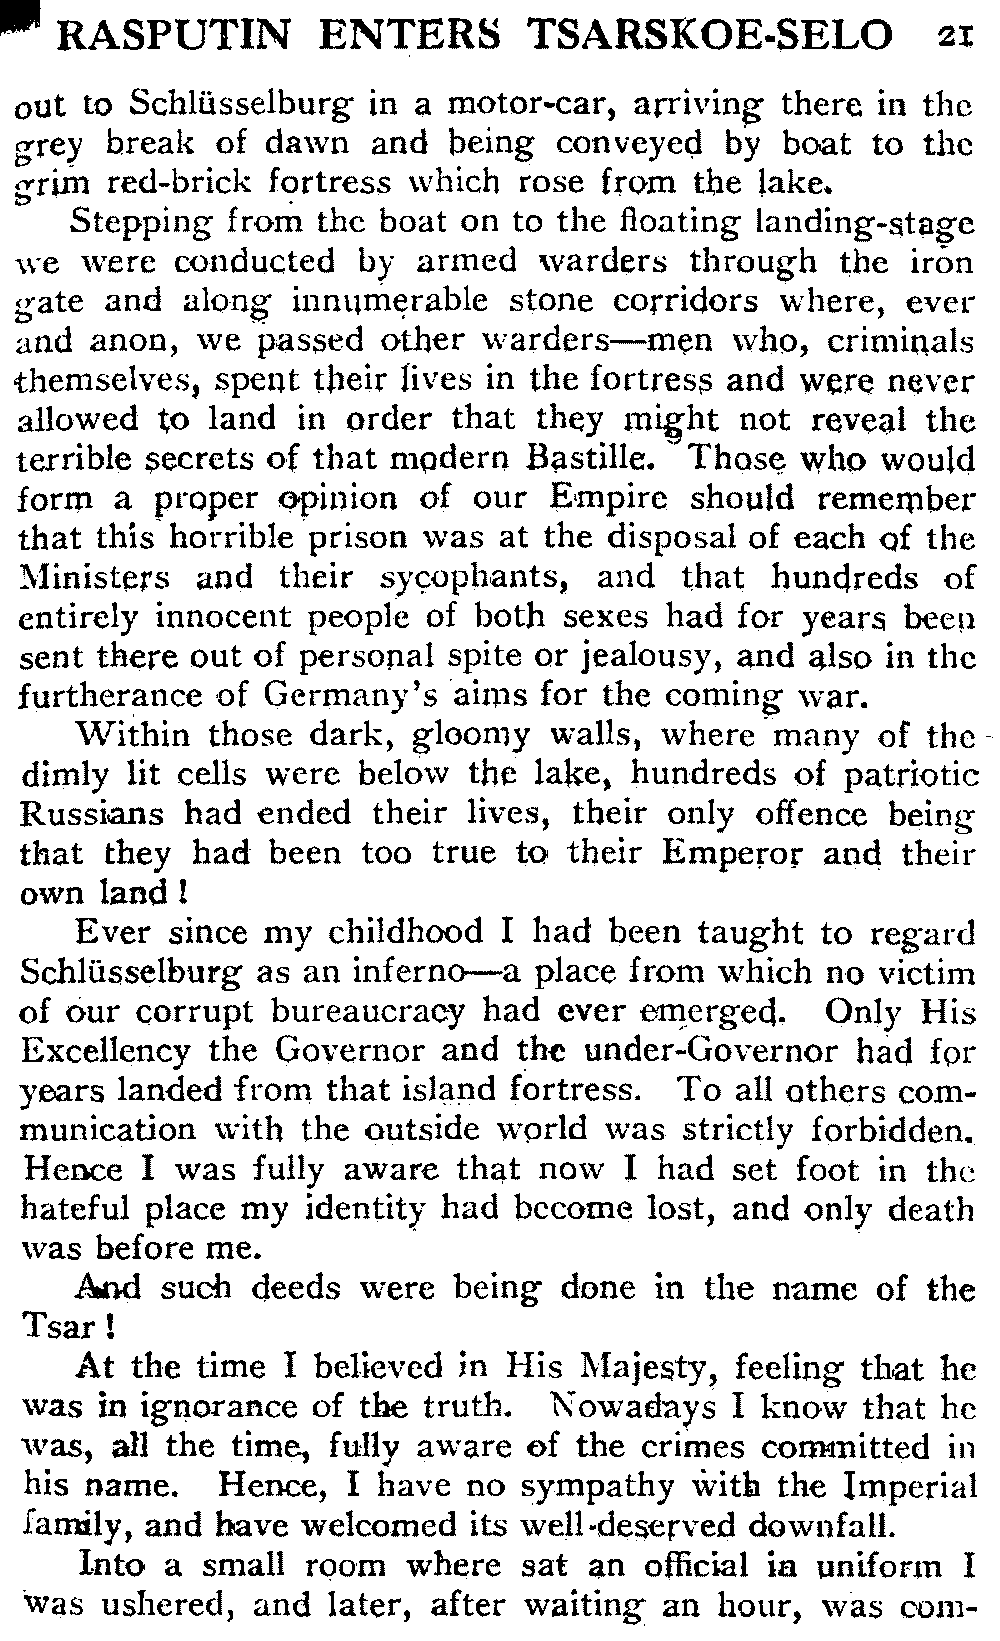 RASPUTIN ENTERS TSARSKOE-SELO 21
out to Schlüsselburg in a motor-car, arriving there in the
grey break of dawn and being conveyed by boat to the
grim red-brick fortress which rose from the lake.
Stepping from the boat on to the floating landing-stage
we were conducted by armed warders through the iron
gate and along innumerable stone corridors where, ever
and anon, we passed other warders—men who, criminals
themselves, spent their lives in the fortress and were never
allowed to land in order that they might not reveal the
terrible secrets of that modern Bastille. Those who would
form a proper opinion of our Empire should remember
that this horrible prison was at the disposal of each of the
Ministers and their sycophants, and that hundreds of
entirely innocent people of both sexes had for years been
sent there out of personal spite or jealousy, and also in the
furtherance of Germany's aims for the coming war.
Within those dark, gloomy walls, where many of the
dimly lit cells were below the lake, hundreds of patriotic
Russians had ended their lives, their only offence being
that they had been too true to their Emperor and their
own land !
Ever since my childhood I had been taught to regard
Schlüsselburg as an inferno—a place from which no victim
of our corrupt bureaucracy had ever emerged. Only His
Excellency the Governor and the under-Governor had for
years landed from that island fortress. To all others com-
munication with the outside world was strictly forbidden.
Hence I was fully aware that now I had set foot in the
hateful place my identity had become lost, and only death
was before me.
And such deeds were being done in the name of the
Tsar !
At the time I believed in His Majesty, feeling that he
was in ignorance of the truth. Nowadays I know that he
was, all the time, fully aware of the crimes committed in
his name. Hence, I have no sympathy with the Imperial
family, and have welcomed its well-deserved downfall.
Into a small room where sat an official in uniform I
was ushered, and later, after waiting an hour, was com-